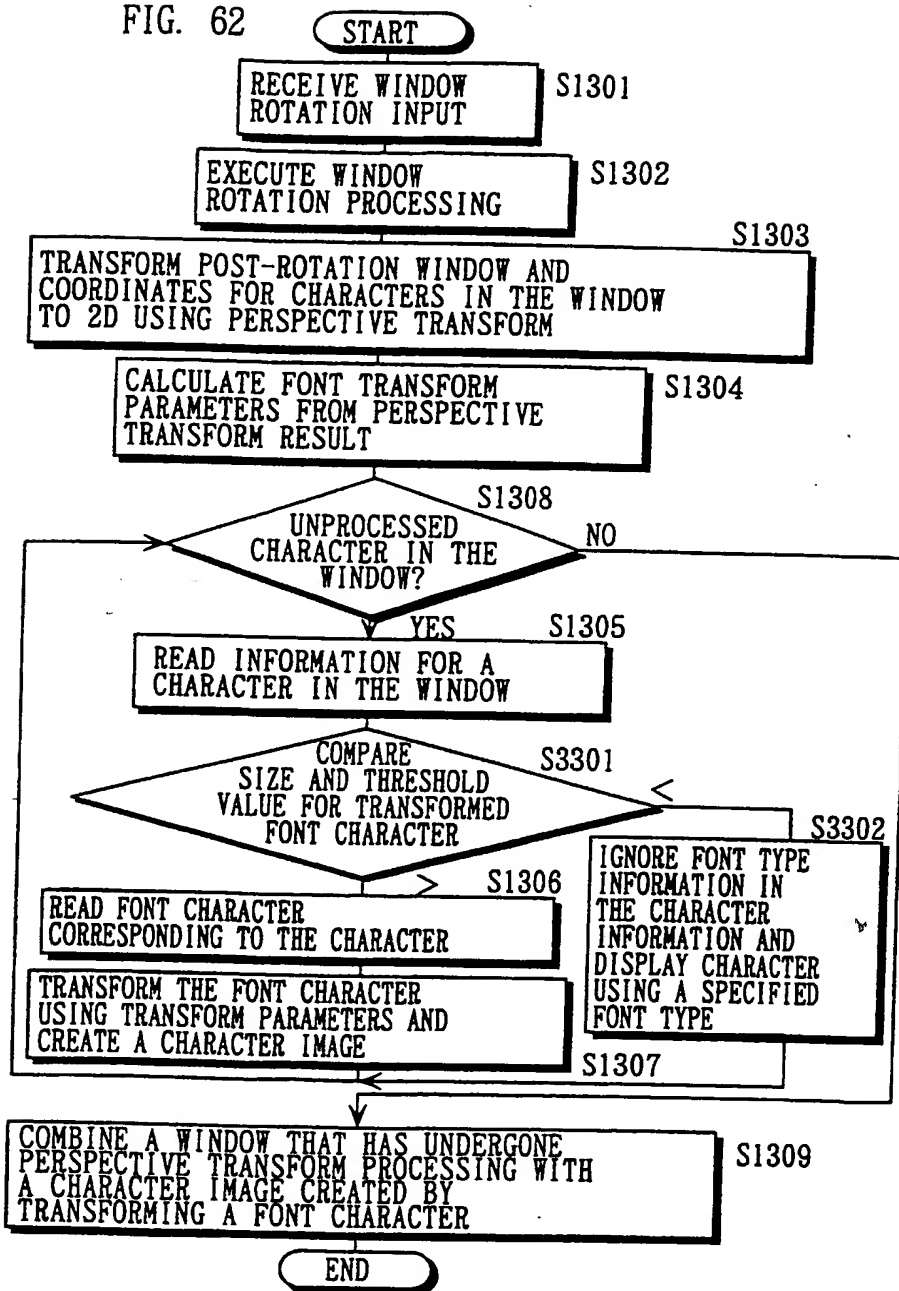 FIG. 62
START
RECEIVE WINDOW
ROTATION INPUT
S1301
EXECUTE WINDOW
ROTATION PROCESSING
S1302
S1303
TRANSFORM POST-ROTATION WINDOW AND
COORDINATES FOR CHARACTERS IN THE WINDOW
TO 2D USING PERSPECTIVE TRANSFORM
CALCULATE FONT TRANSFORM
PARAMETERS FROM PERSPECTIVE
TRANSFORM RESULT
S1304
S1308
UNPROCESSED
CHARACTER IN THE
WINDOW?
NO
YES
S1305
READ INFORMATION FOR A
CHARACTER IN THE WINDOW
COMPARE
SIZE AND THRESHOLD
VALUE FOR TRANSFORMED
FONT CHARACTER
S3301
<
S3302
IGNORE FONT TYPE
INFORMATION IN
THE CHARACTER
INFORMATION AND
DISPLAY CHARACTER
USING A SPECIFIED
FONT TYPE
>
S1306
READ FONT CHARACTER
CORRESPONDING TO THE CHARACTER
TRANSFORM THE FONT CHARACTER
USING TRANSFORM PARAMETERS AND
CREATE A CHARACTER IMAGE
S1307
COMBINE A WINDOW THAT HAS UNDERGONE
PERSPECTIVE TRANSFORM PROCESSING WITH
A CHARACTER IMAGE CREATED BY
TRANSFORMING A FONT CHARACTER
S1309
END